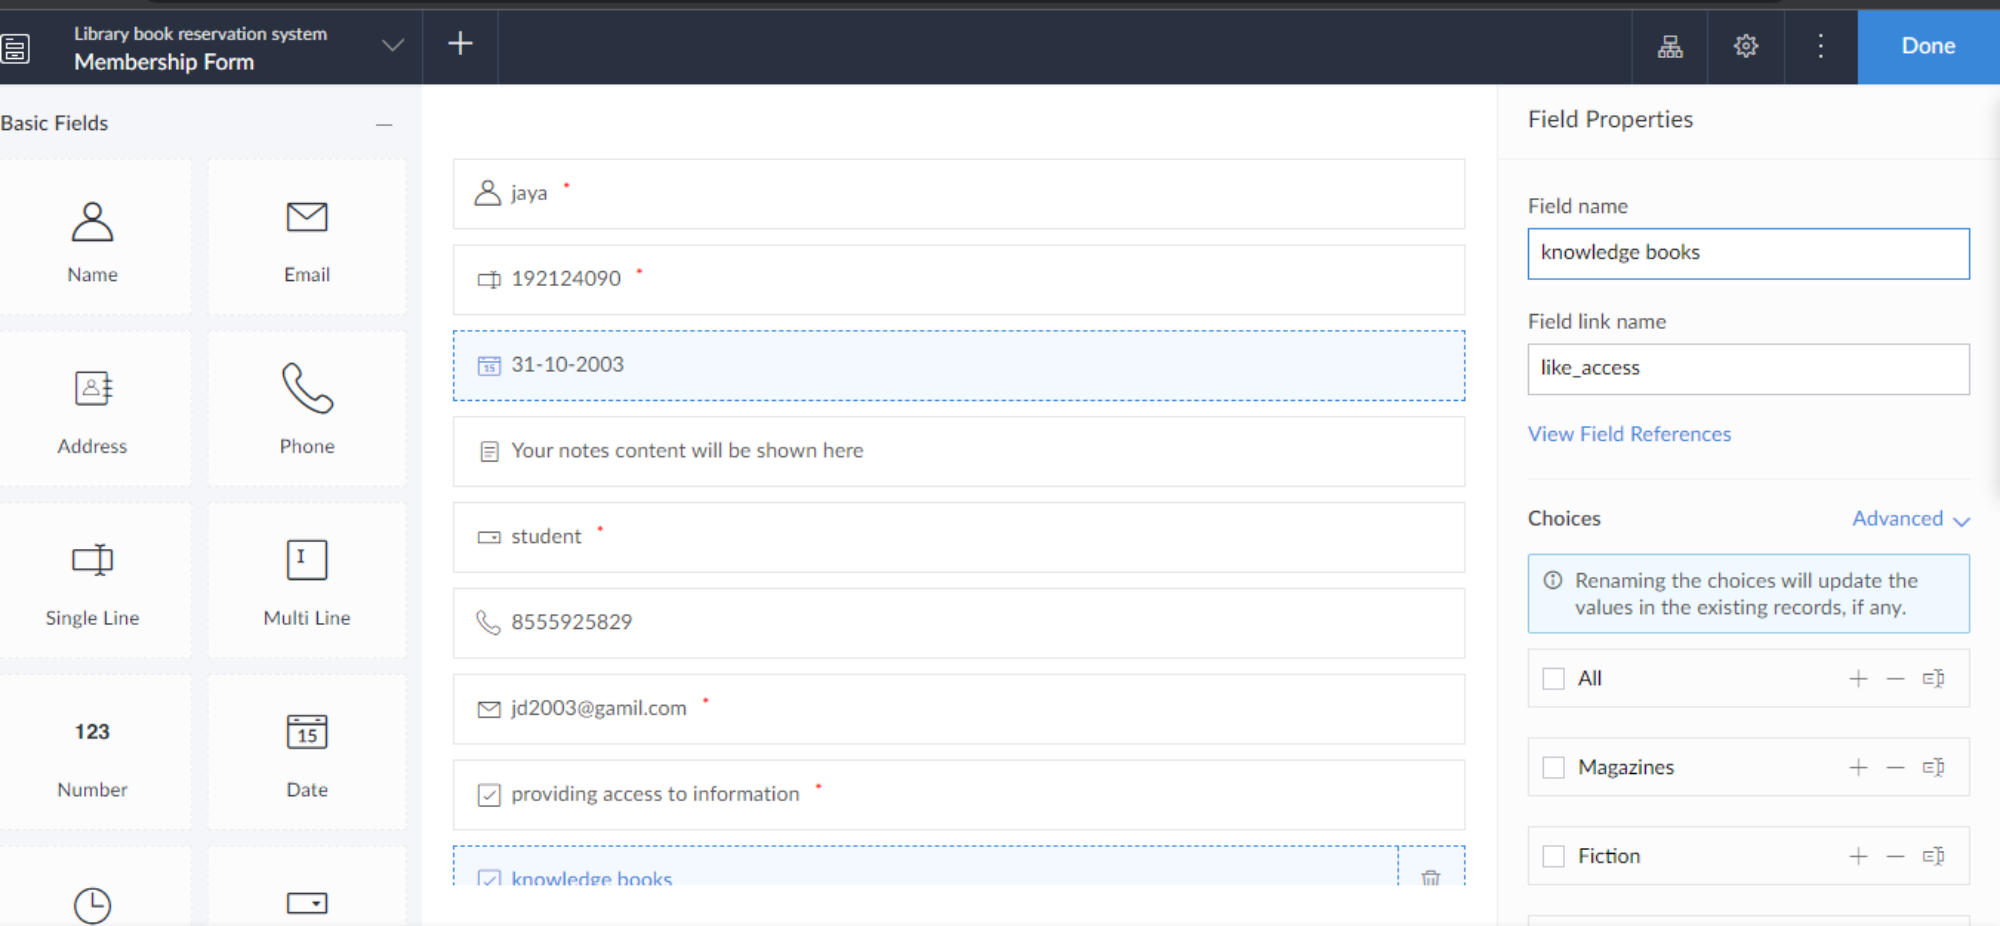 Library book reservation system
Membership Form
Done
Basic Fields
Name
Email
Address
Phone
Single Line
Multi Line
123
Number
15
Date
jaya *
192124090 *
15 31-10-2003
Your notes content will be shown here
student *
8555925829
jd2003@gamil.com *
providing access to information *
knowledge books
Field Properties
Field name
knowledge books
Field link name
like_access
View Field References
Choices
Advanced
Renaming the choices will update the
values in the existing records, if any.
All
Magazines
Fiction